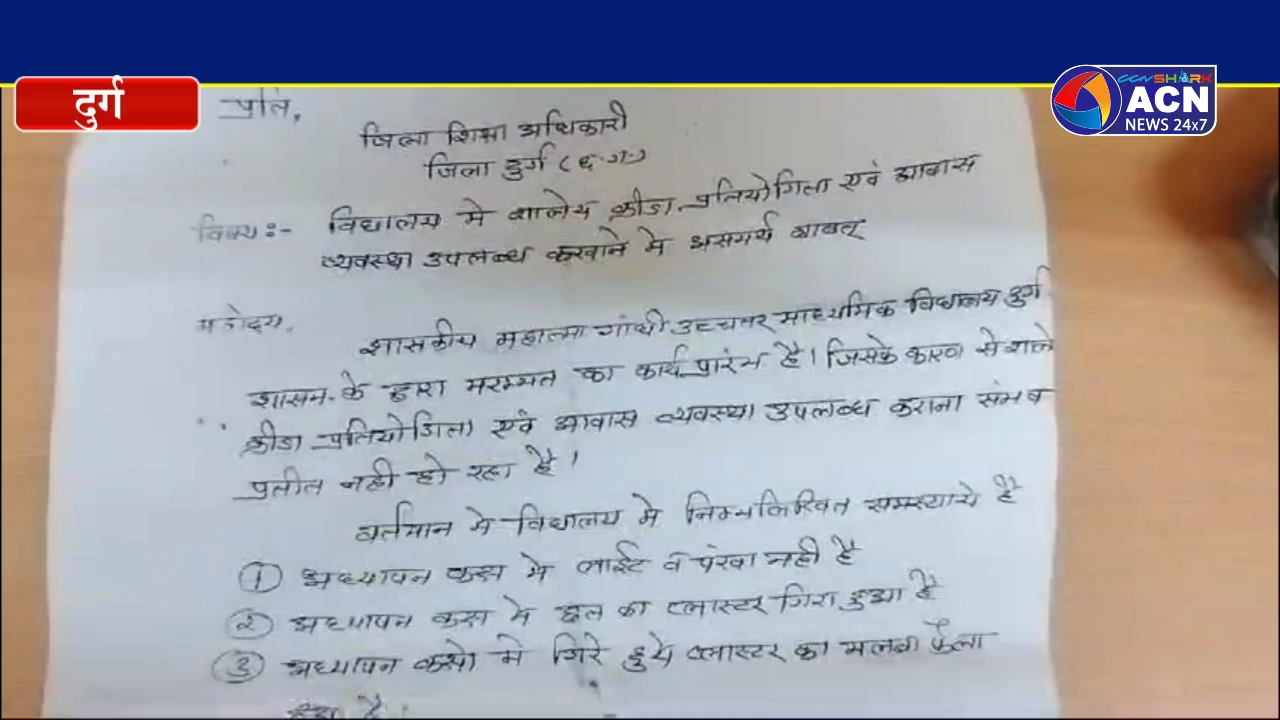 दुर्ग
CCN SHARK
ACN
NEWS 24x7
प्रति,
जिला शिक्षा अधिकारी
जिला दुर्ग (छ.ग.)
विषय :- विद्यालय मे शालेय क्रीडा प्रतियोगिता एवं आवास
व्यवस्था उपलब्ध करवाने मे असमर्थ बाबत्
महोदय,
शासकीय महात्मा गांधी उच्चतर माध्यमिक विद्यालय दुर्ग
शासन के द्वारा मरम्मत का कार्य प्रारंभ है। जिसके कारण से शाले
क्रीडा प्रतियोगिता एवं आवास व्यवस्था उपलब्ध कराना संभव
प्रतीत नही हो रहा है।
वर्तमान मे विद्यालय मे निम्नलिखित समस्याये है
① अध्यापन कक्ष मे लाईट व पंखा नही है
② अध्यापन कक्ष मे छत का प्लास्टर गिरा हुआ है
③ अध्यापन कक्षो मे गिरे हुये प्लास्टर का मलबा फैला
हुआ है।